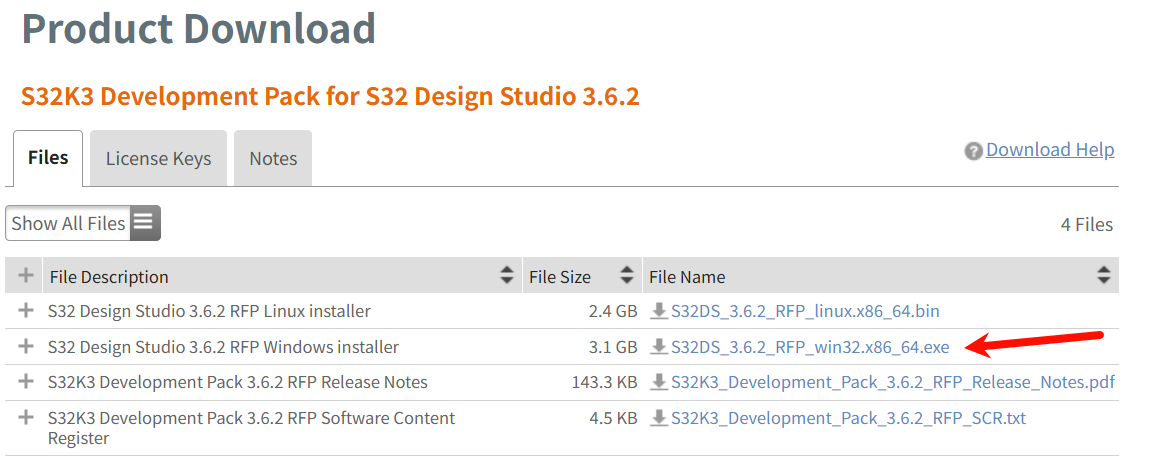 Product Download
S32K3 Development Pack for S32 Design Studio 3.6.2
Files License Keys Notes
? Download Help
Show All Files
4 Files
+ File Description File Size File Name
+ S32 Design Studio 3.6.2 RFP Linux installer 2.4 GB S32DS_3.6.2_RFP_linux.x86_64.bin
+ S32 Design Studio 3.6.2 RFP Windows installer 3.1 GB S32DS_3.6.2_RFP_win32.x86_64.exe
+ S32K3 Development Pack 3.6.2 RFP Release Notes 143.3 KB S32K3_Development_Pack_3.6.2_RFP_Release_Notes.pdf
+ S32K3 Development Pack 3.6.2 RFP Software Content 4.5 KB S32K3_Development_Pack_3.6.2_RFP_SCR.txt
Register